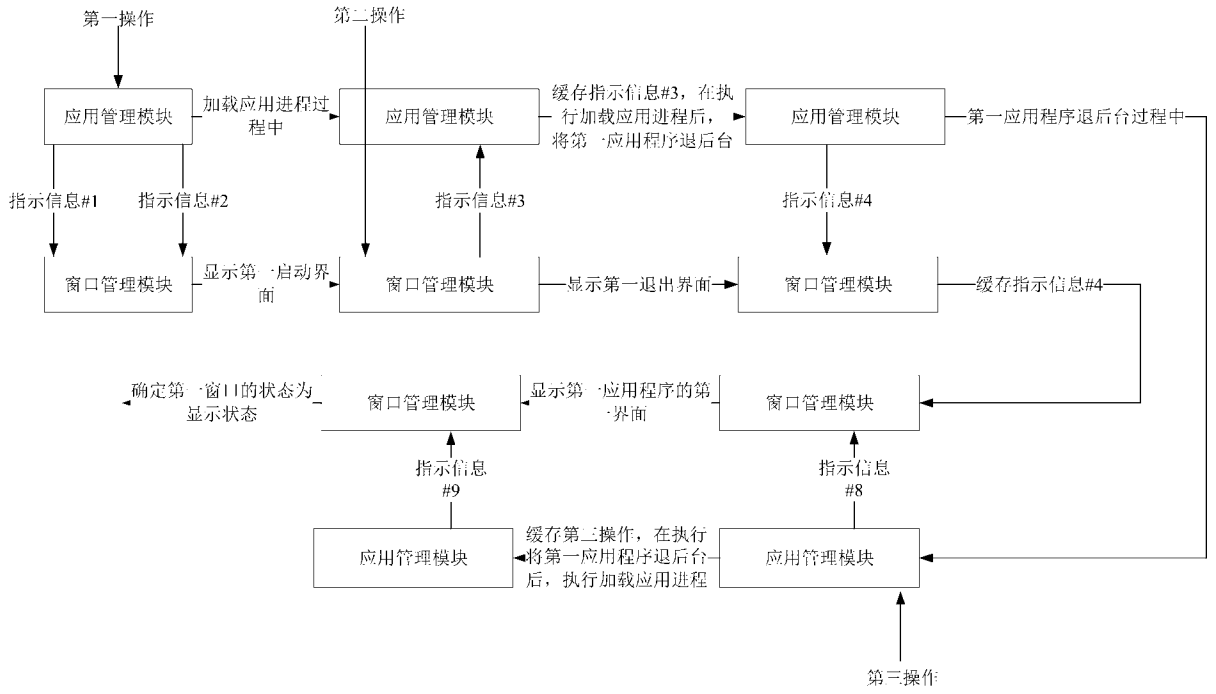 第一操作
第二操作
应用管理模块
加载应用进程过
程中
应用管理模块
缓存指示信息#3，在执
行加载应用进程后，
将第一应用程序退后台
应用管理模块
第一应用程序退后台过程中
指示信息#1
指示信息#2
指示信息#3
指示信息#4
窗口管理模块
显示第一启动界
面
窗口管理模块
显示第一退出界面
窗口管理模块
缓存指示信息#4
确定第一窗口的状态为
显示状态
窗口管理模块
显示第一应用程序的第
一界面
窗口管理模块
指示信息
#9
指示信息
#8
应用管理模块
缓存第三操作，在执行
将第一应用程序退后台
后，执行加载应用进程
应用管理模块
第三操作